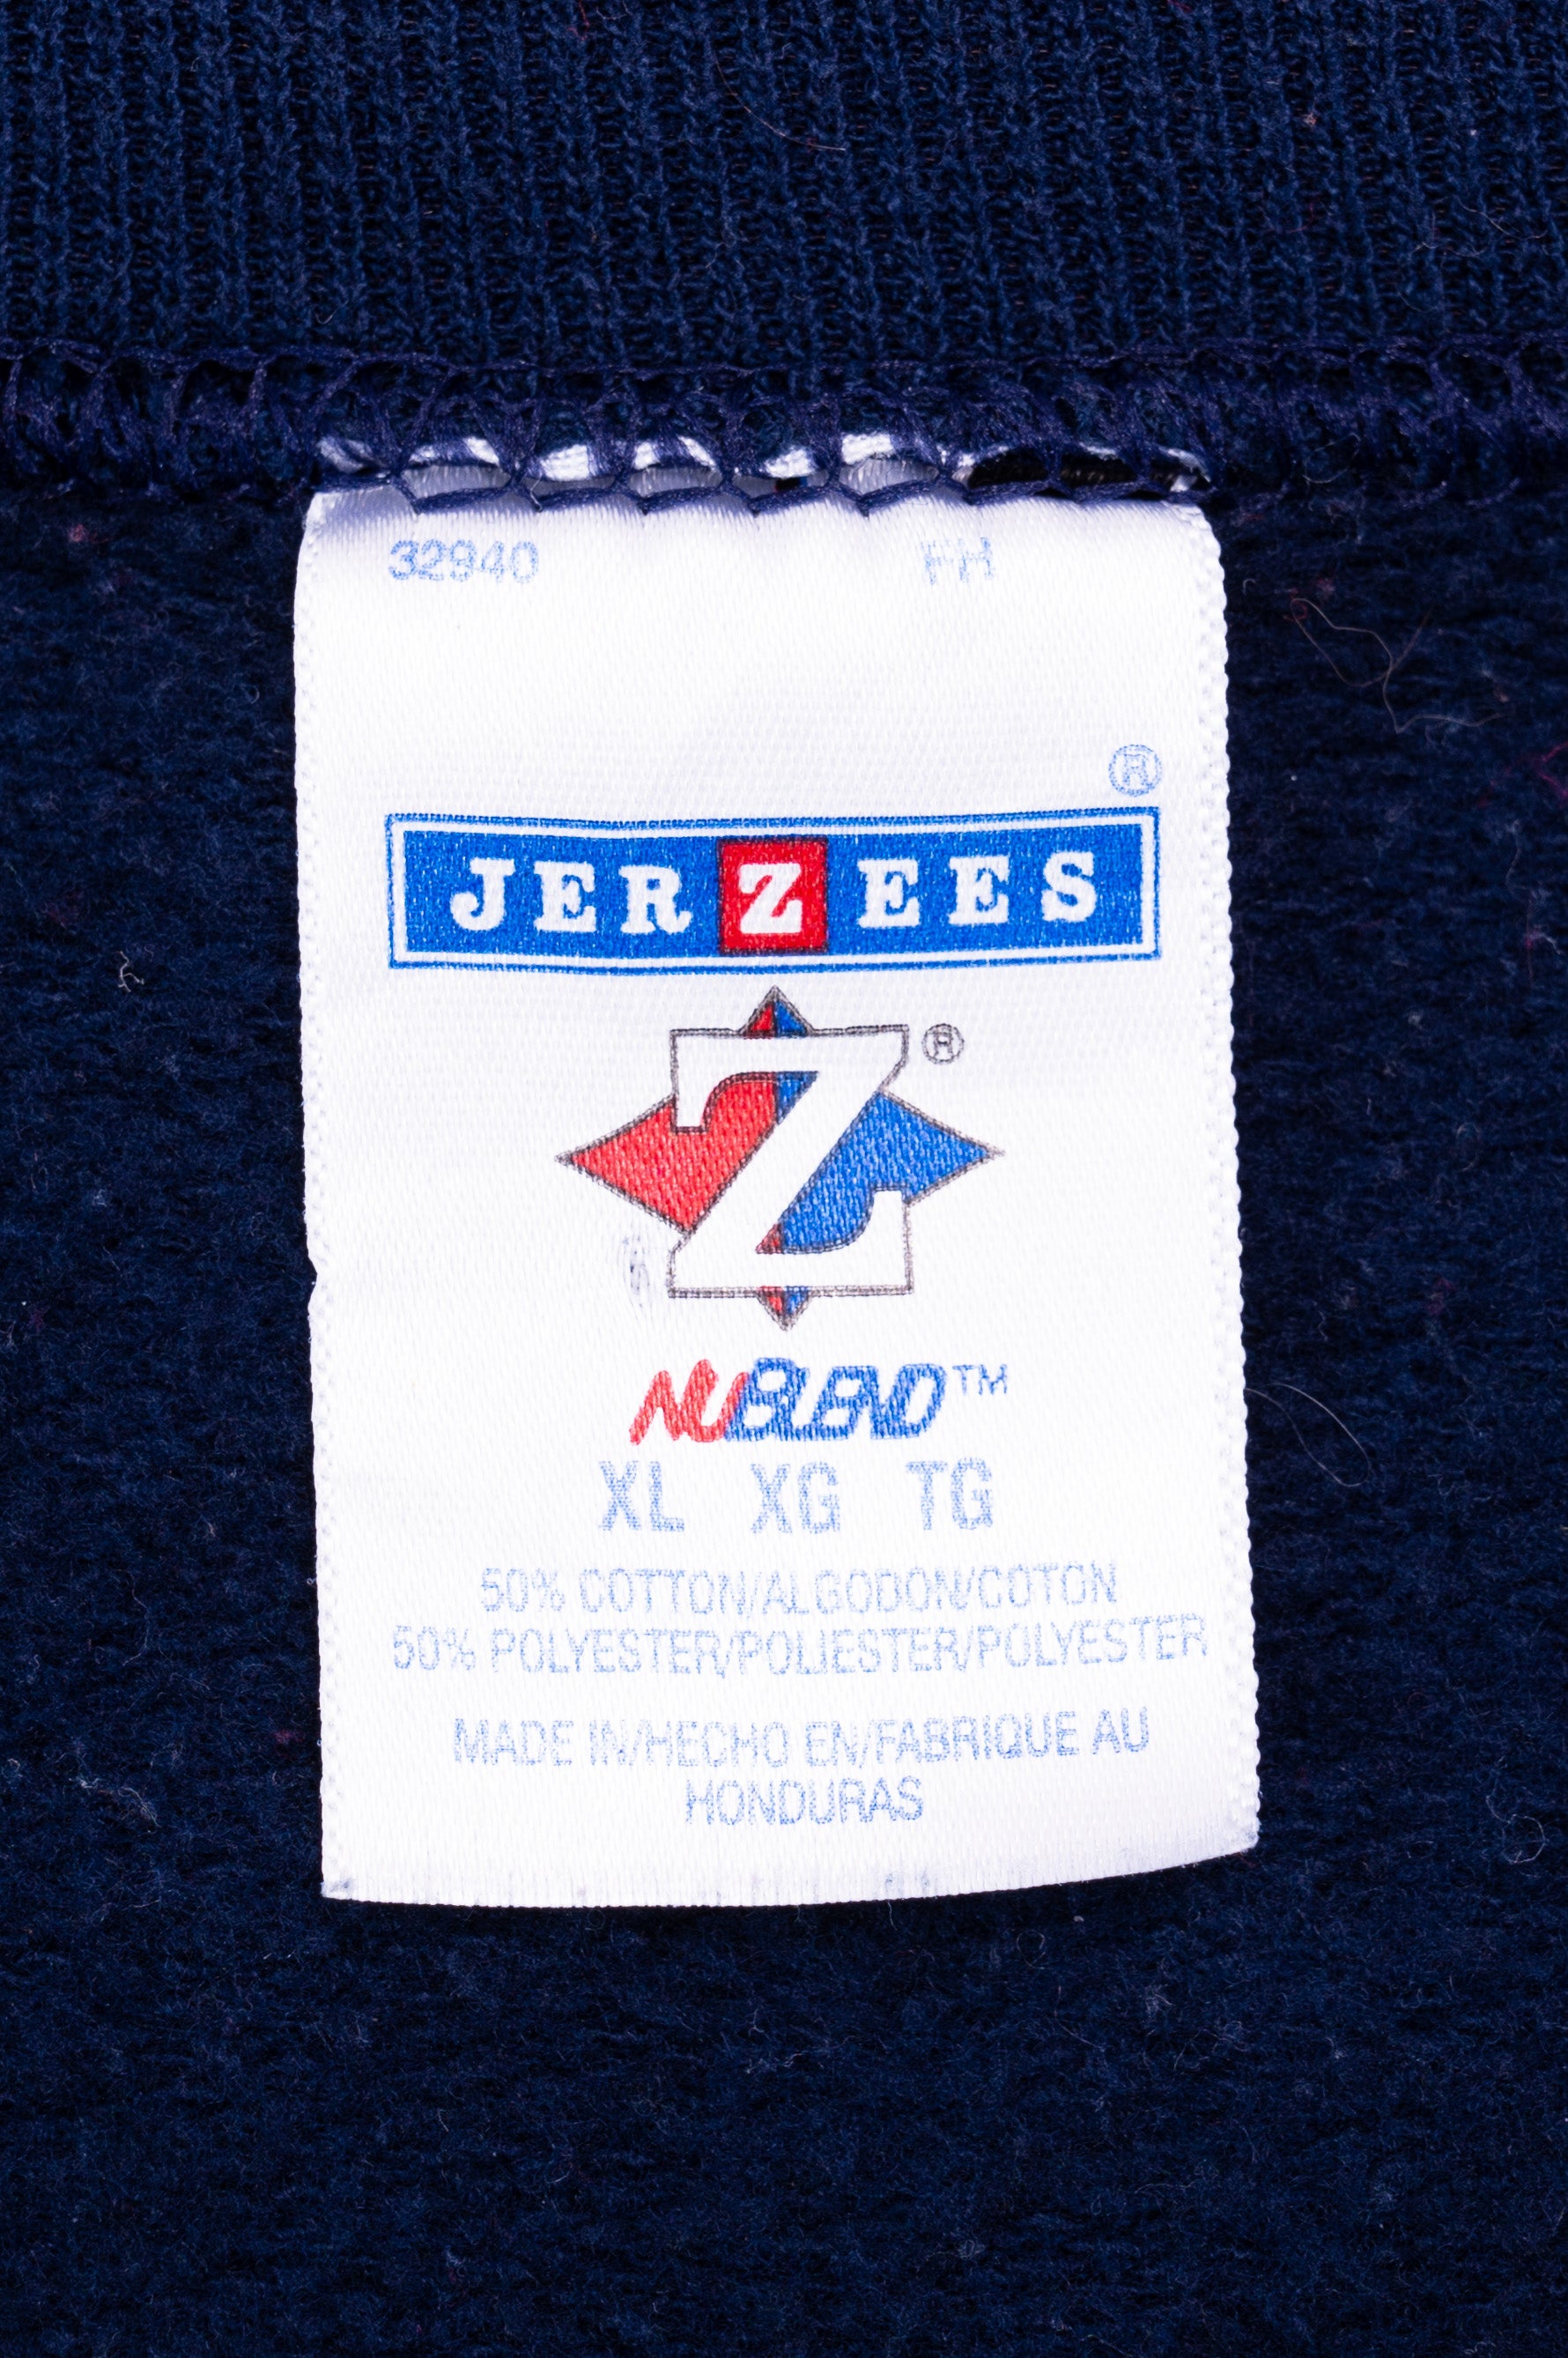 32940 FH
®
JERZEES
Z®
NUBLEND™
XL XG TG
50% COTTON/ALGODON/COTON
50% POLYESTER/POLIESTER/POLYESTER
MADE IN/HECHO EN/FABRIQUE AU
HONDURAS